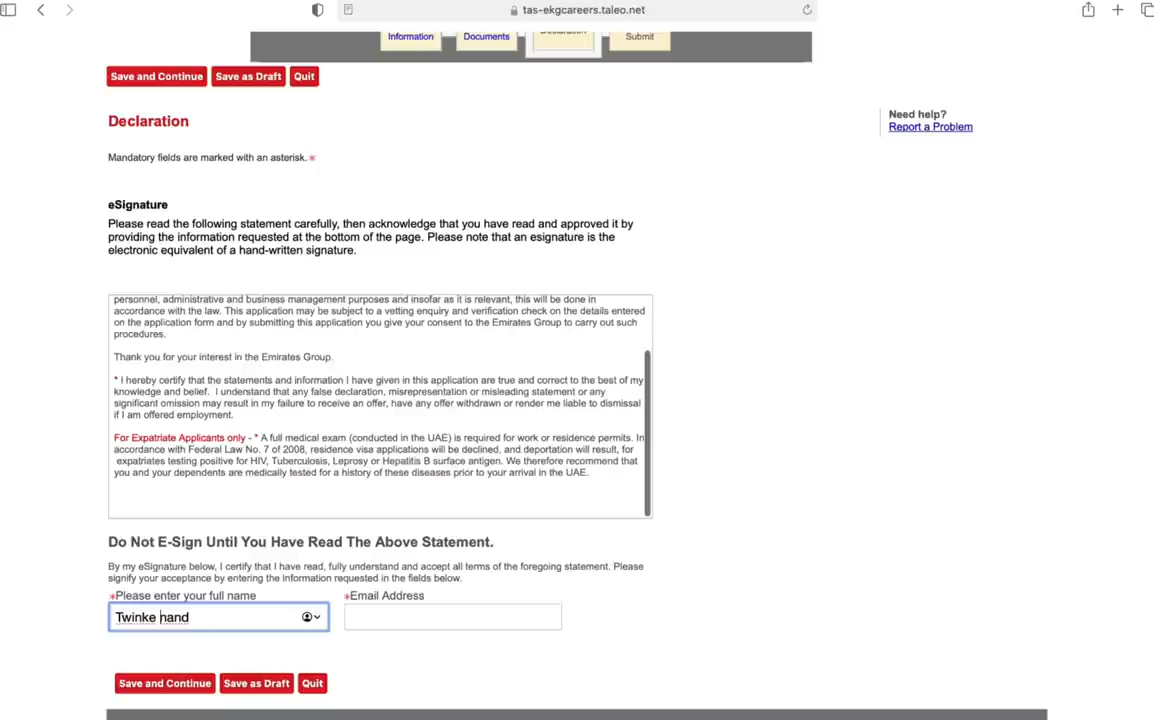 tas-ekgcareers.taleo.net
Information
Documents
Declaration
Submit
Save and Continue
Save as Draft
Quit
Declaration
Need help?
Report a Problem
Mandatory fields are marked with an asterisk. *
eSignature
Please read the following statement carefully, then acknowledge that you have read and approved it by
providing the information requested at the bottom of the page. Please note that an esignature is the
electronic equivalent of a hand-written signature.
personnel, administrative and business management purposes and insofar as it is relevant, this will be done in
accordance with the law. This application may be subject to a vetting enquiry and verification check on the details entered
on the application form and by submitting this application you give your consent to the Emirates Group to carry out such
procedures.
Thank you for your interest in the Emirates Group.
* I hereby certify that the statements and information I have given in this application are true and correct to the best of my
knowledge and belief. I understand that any false declaration, misrepresentation or misleading statement or any
significant omission may result in my failure to receive an offer, have any offer withdrawn or render me liable to dismissal
if I am offered employment.
For Expatriate Applicants only - * A full medical exam (conducted in the UAE) is required for work or residence permits. In
accordance with Federal Law No. 7 of 2008, residence visa applications will be declined, and deportation will result, for
expatriates testing positive for HIV, Tuberculosis, Leprosy or Hepatitis B surface antigen. We therefore recommend that
you and your dependents are medically tested for a history of these diseases prior to your arrival in the UAE.
Do Not E-Sign Until You Have Read The Above Statement.
By my eSignature below, I certify that I have read, fully understand and accept all terms of the foregoing statement. Please
signify your acceptance by entering the information requested in the fields below.
*Please enter your full name
*Email Address
Twinke hand
Save and Continue
Save as Draft
Quit